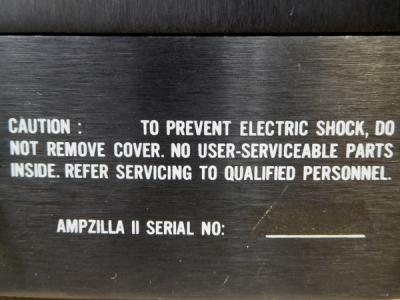 CAUTION : TO PREVENT ELECTRIC SHOCK, DO
NOT REMOVE COVER. NO USER-SERVICEABLE PARTS
INSIDE. REFER SERVICING TO QUALIFIED PERSONNEL.
AMPZILLA II SERIAL NO: